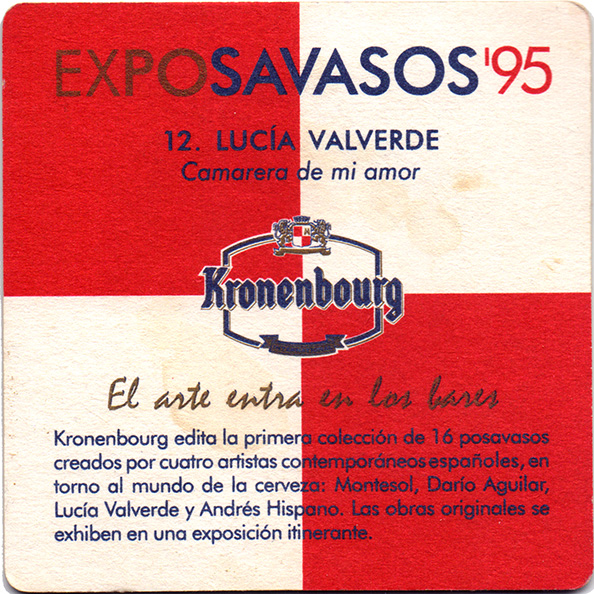 EXPOSAVASOS'95
12. LUCÍA VALVERDE
Camarera de mi amor
Kronenbourg
El arte entra en los bares
Kronenbourg edita la primera colección de 16 posavasos
creados por cuatro artistas contemporáneos españoles, en
torno al mundo de la cerveza: Montesol, Darío Aguilar,
Lucía Valverde y Andrés Hispano. Las obras originales se
exhiben en una exposición itinerante.